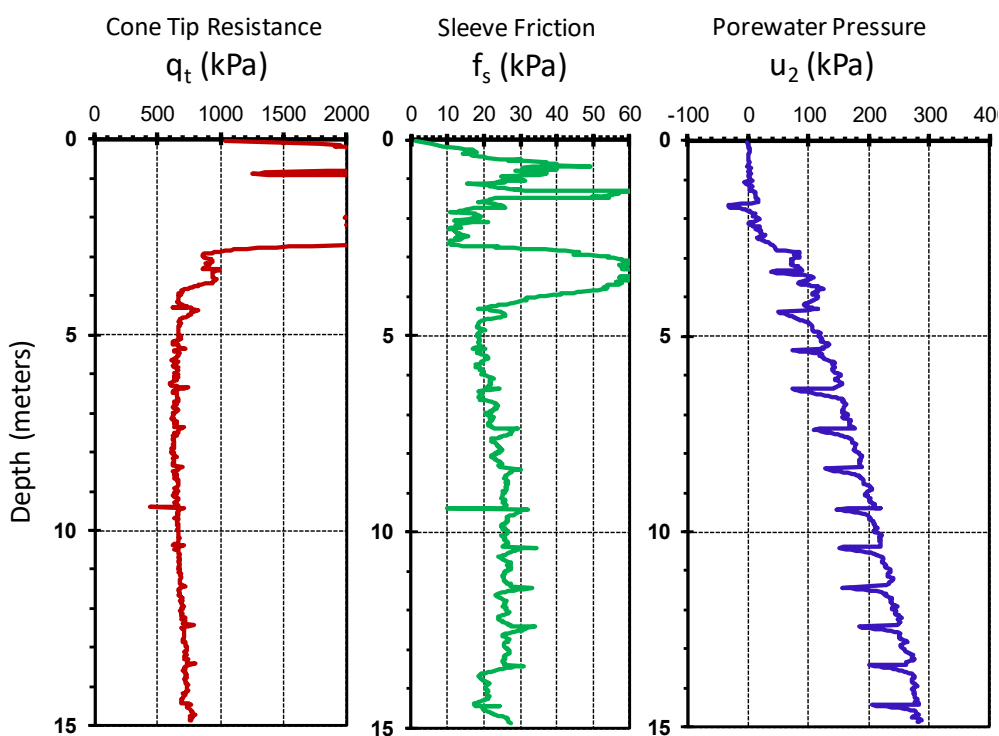 Cone Tip Resistance
qt (kPa)
Sleeve Friction
fs (kPa)
Porewater Pressure
u2 (kPa)
0 500 1000 1500 2000
0 10 20 30 40 50 60
-100 0 100 200 300 40
0
5
10
15
0
5
10
15
0
5
10
15
Depth (meters)